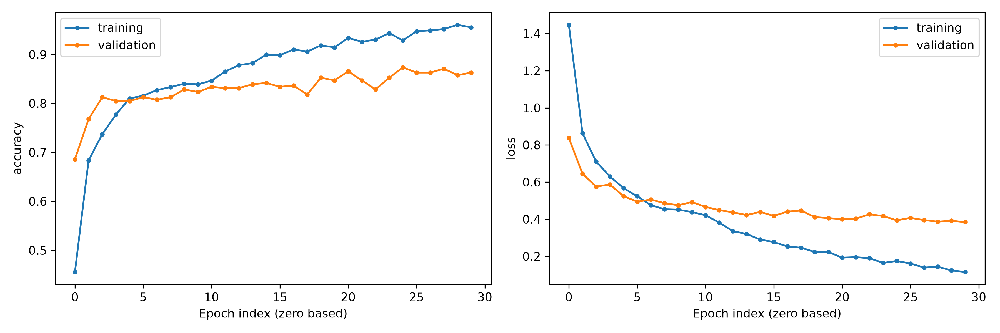 training
validation
0.9
0.8
0.7
0.6
0.5
accuracy
0 5 10 15 20 25 30
Epoch index (zero based)
training
validation
1.4
1.2
1.0
0.8
0.6
0.4
0.2
loss
0 5 10 15 20 25 30
Epoch index (zero based)